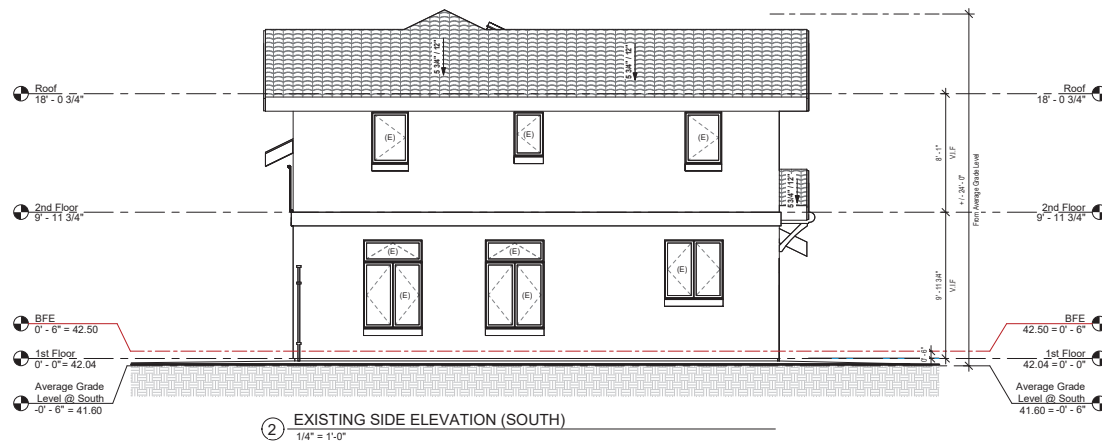 5 3/4" / 12"
5 3/4" / 12"
Roof
18' - 0 3/4"
Roof
18' - 0 3/4"
(E)
(E)
(E)
8' - 1"
V.I.F
+ / - 24' - 0"
From Average Grade Level
5 3/4" / 12"
2nd Floor
9' - 11 3/4"
2nd Floor
9' - 11 3/4"
(E)
(E)
(E)
(E)
(E)
9' - 11 3/4"
V.I.F
BFE
0' - 6" = 42.50
BFE
42.50 = 0' - 6"
1st Floor
0' - 0" = 42.04
0' - 6"
1st Floor
42.04 = 0' - 0"
Average Grade
Level @ South
-0' - 6" = 41.60
Average Grade
Level @ South
41.60 = -0' - 6"
2
EXISTING SIDE ELEVATION (SOUTH)
1/4" = 1'-0"